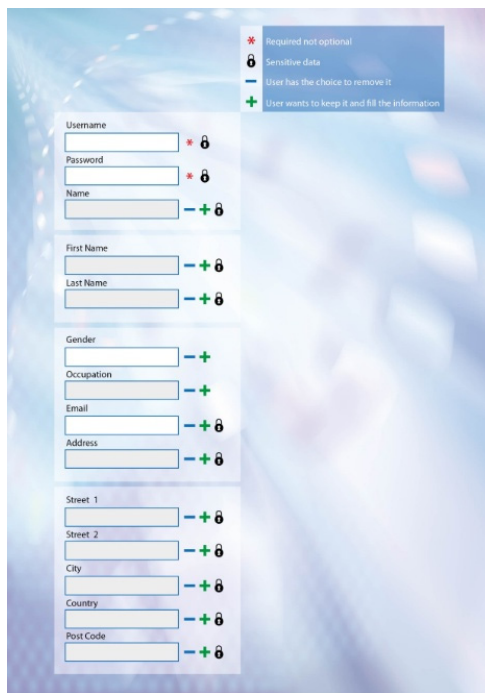 Required not optional
Sensitive data
User has the choice to remove it
User wants to keep it and fill the information
Username
Password
Name
First Name
Last Name
Gender
Occupation
Email
Address
Street 1
Street 2
City
Country
Post Code